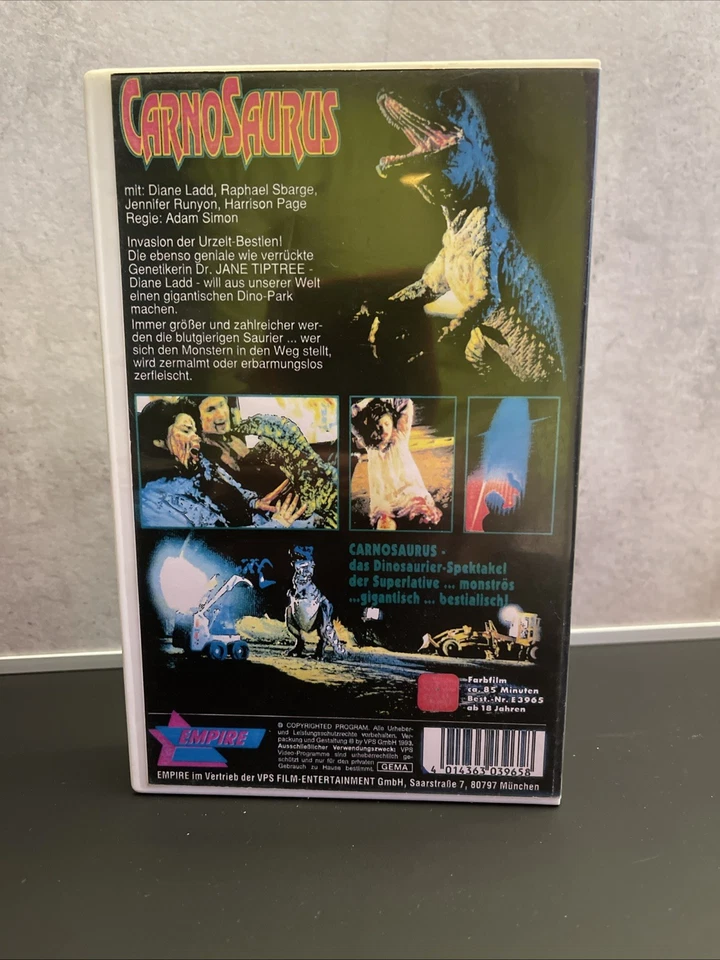 CARNOSAURUS
mit: Diane Ladd, Raphael Sbarge,
Jennifer Runyon, Harrison Page
Regie: Adam Simon
Invasion der Urzeit-Bestien!
Die ebenso geniale wie verrückte
Genetikerin Dr. JANE TIPTREE -
Diane Ladd - will aus unserer Welt
einen gigantischen Dino-Park
machen.
Immer größer und zahlreicher wer-
den die blutgierigen Saurier ... wer
sich den Monstern in den Weg stellt,
wird zermalmt oder erbarmungslos
zerfleischt.
CARNOSAURUS -
das Dinosaurier-Spektakel
der Superlative ... monströs
...gigantisch ... bestialisch!
Farbfilm
ca. 85 Minuten
Best.-Nr. E3965
ab 18 Jahren
EMPIRE
© COPYRIGHTED PROGRAM. Alle Urheber-
und Leistungsschutzrechte vorbehalten. Ver-
packung und Gestaltung ® by VPS GmbH 1993.
Ausschließlicher Verwendungszweck: VPS
Video-Programme sind urheberrechtlich ge-
schützt und nur für den privaten
Gebrauch zu Hause bestimmt. GEMA
4 014363 039658
EMPIRE im Vertrieb der VPS FILM-ENTERTAINMENT GmbH, Saarstraße 7, 80797 München